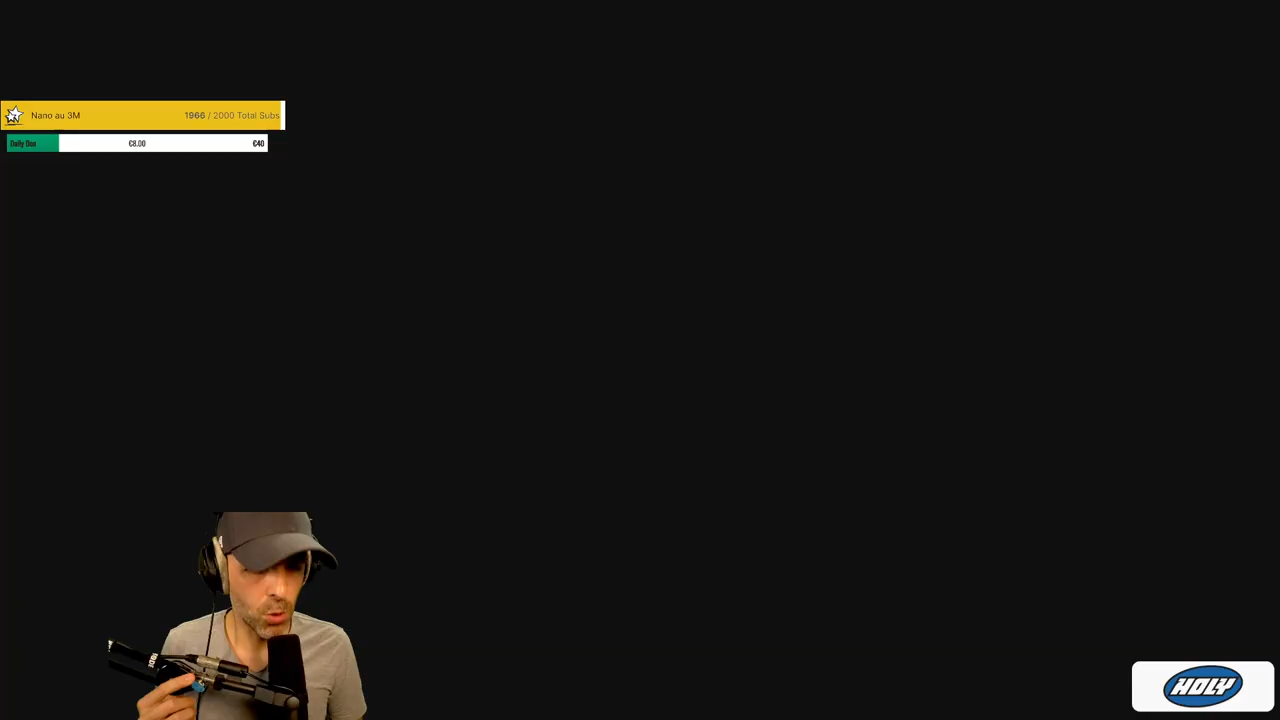 Nano au 3M 1966 / 2000 Total Subs
Daily Don €8.00 €40
HOLY